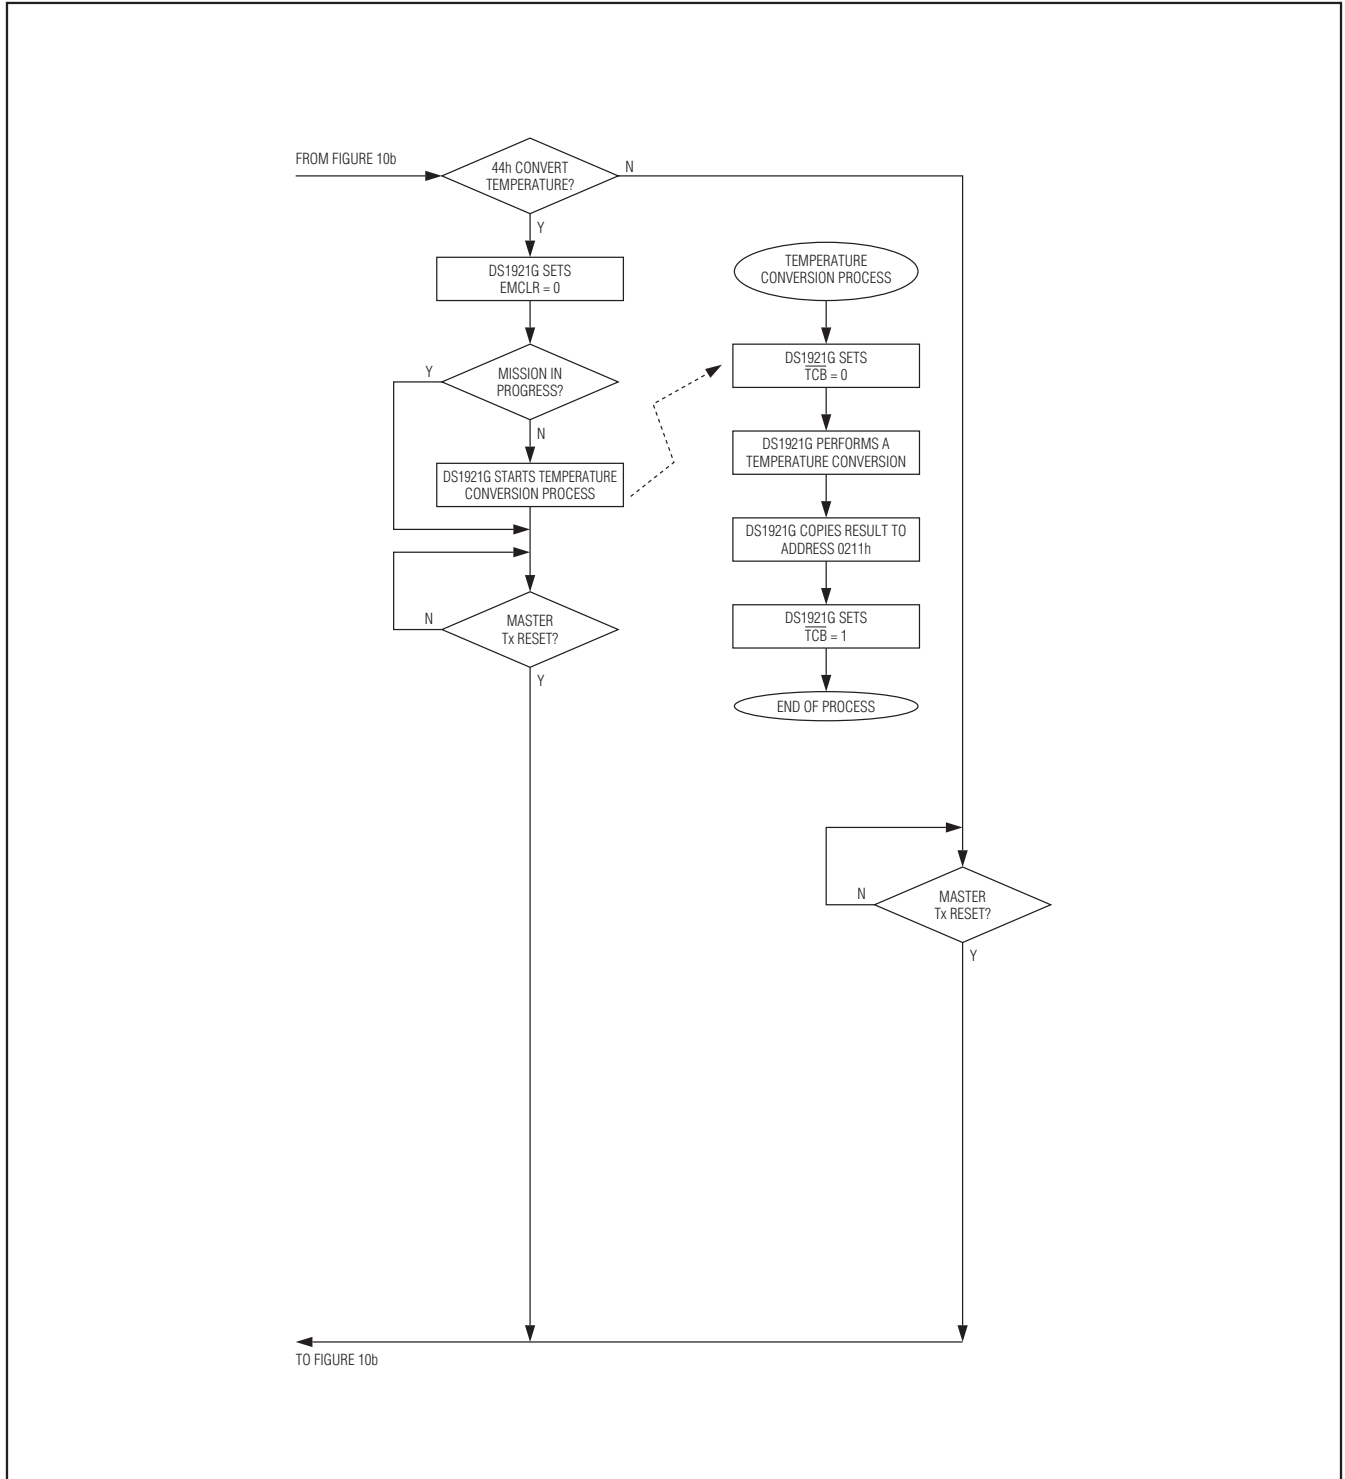 FROM FIGURE 10b
44h CONVERT
TEMPERATURE?
N
Y
DS1921G SETS
EMCLR = 0
MISSION IN
PROGRESS?
Y
N
DS1921G STARTS TEMPERATURE
CONVERSION PROCESS
MASTER
Tx RESET?
N
Y
TEMPERATURE
CONVERSION PROCESS
DS1921G SETS
T̅C̅B̅ = 0
DS1921G PERFORMS A
TEMPERATURE CONVERSION
DS1921G COPIES RESULT TO
ADDRESS 0211h
DS1921G SETS
T̅C̅B̅ = 1
END OF PROCESS
N
MASTER
Tx RESET?
Y
TO FIGURE 10b